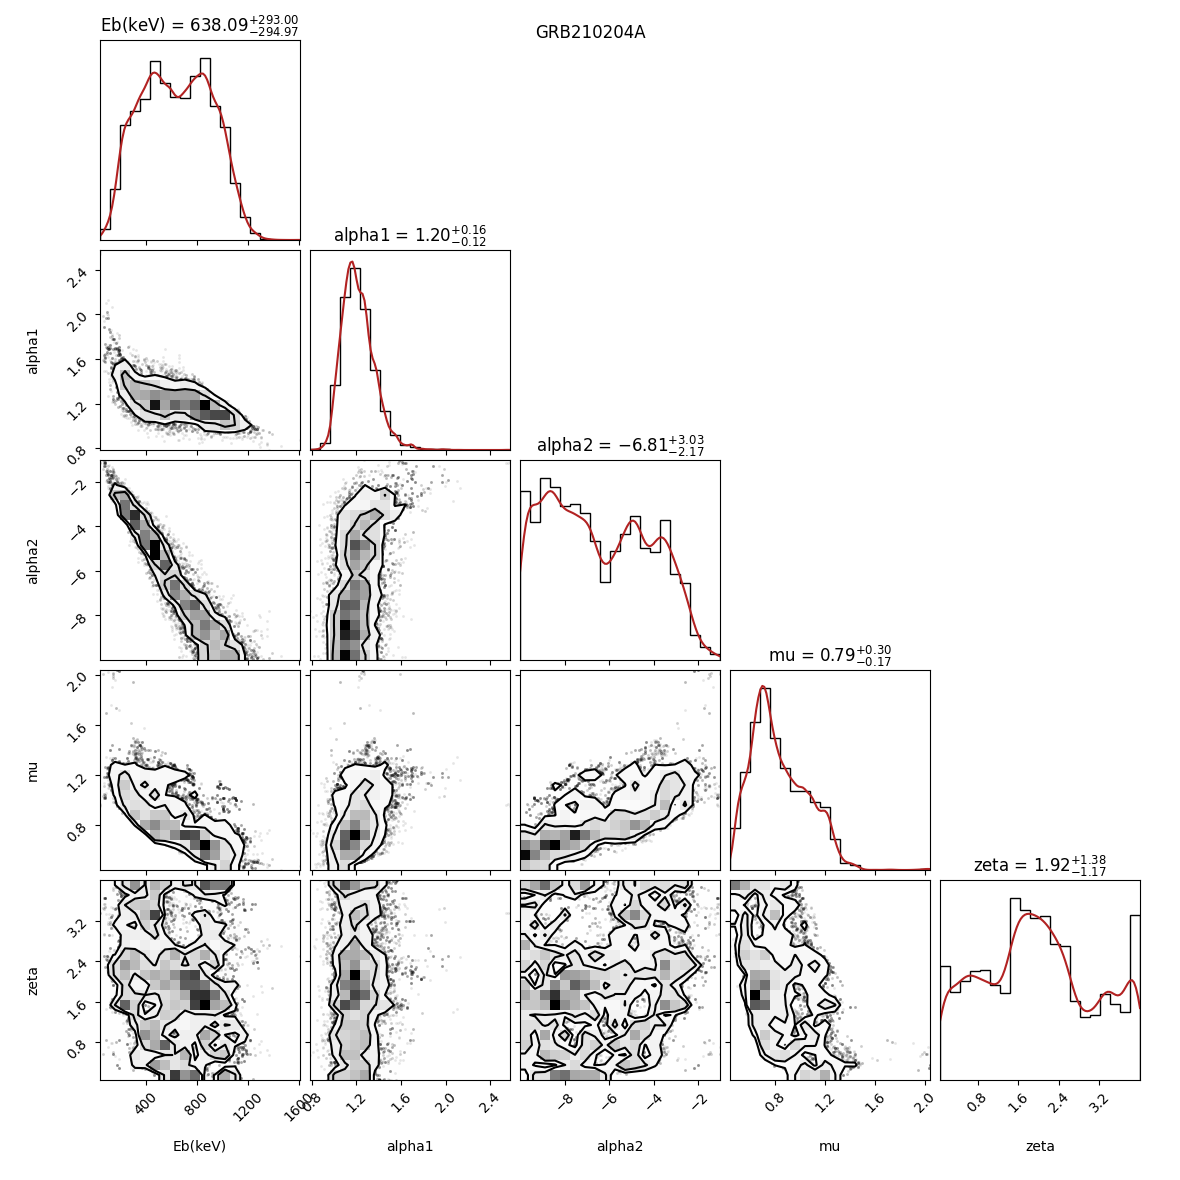 GRB210204A
Eb(keV) = 638.09+293.00−294.97
alpha1 = 1.20+0.16−0.12
2.4
2.0
1.6
1.2
0.8
alpha1
alpha2 = −6.81+3.03−2.17
−2
−4
−6
−8
alpha2
mu = 0.79+0.30−0.17
2.0
1.6
1.2
0.8
mu
zeta = 1.92+1.38−1.17
3.2
2.4
1.6
0.8
zeta
400 800 1200 1600 0.8 1.2 1.6 2.0 2.4 −8 −6 −4 −2 0.8 1.2 1.6 2.0 0.8 1.6 2.4 3.2
Eb(keV) alpha1 alpha2 mu zeta